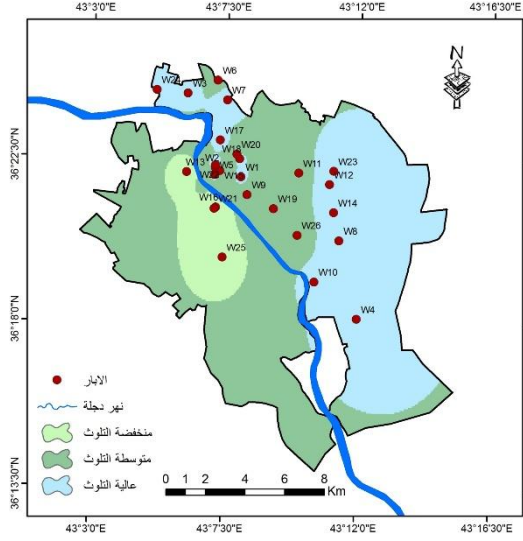 43°3'0"E 43°7'30"E 43°12'0"E 43°16'30"E
N
W24 W3 W6
W7
W17
W18 W20
W13 W2 W5 W1 W11 W23
W12
W9
W16 W21 W19 W14
W26 W8
W25
W10
W4
36°22'30"N
36°18'0"N
36°13'30"N
الابار
نهر دجلة
منخفضة التلوث
متوسطة التلوث
عالية التلوث
0 1 2 4 6 8
Km
43°3'0"E 43°7'30"E 43°12'0"E 43°16'30"E